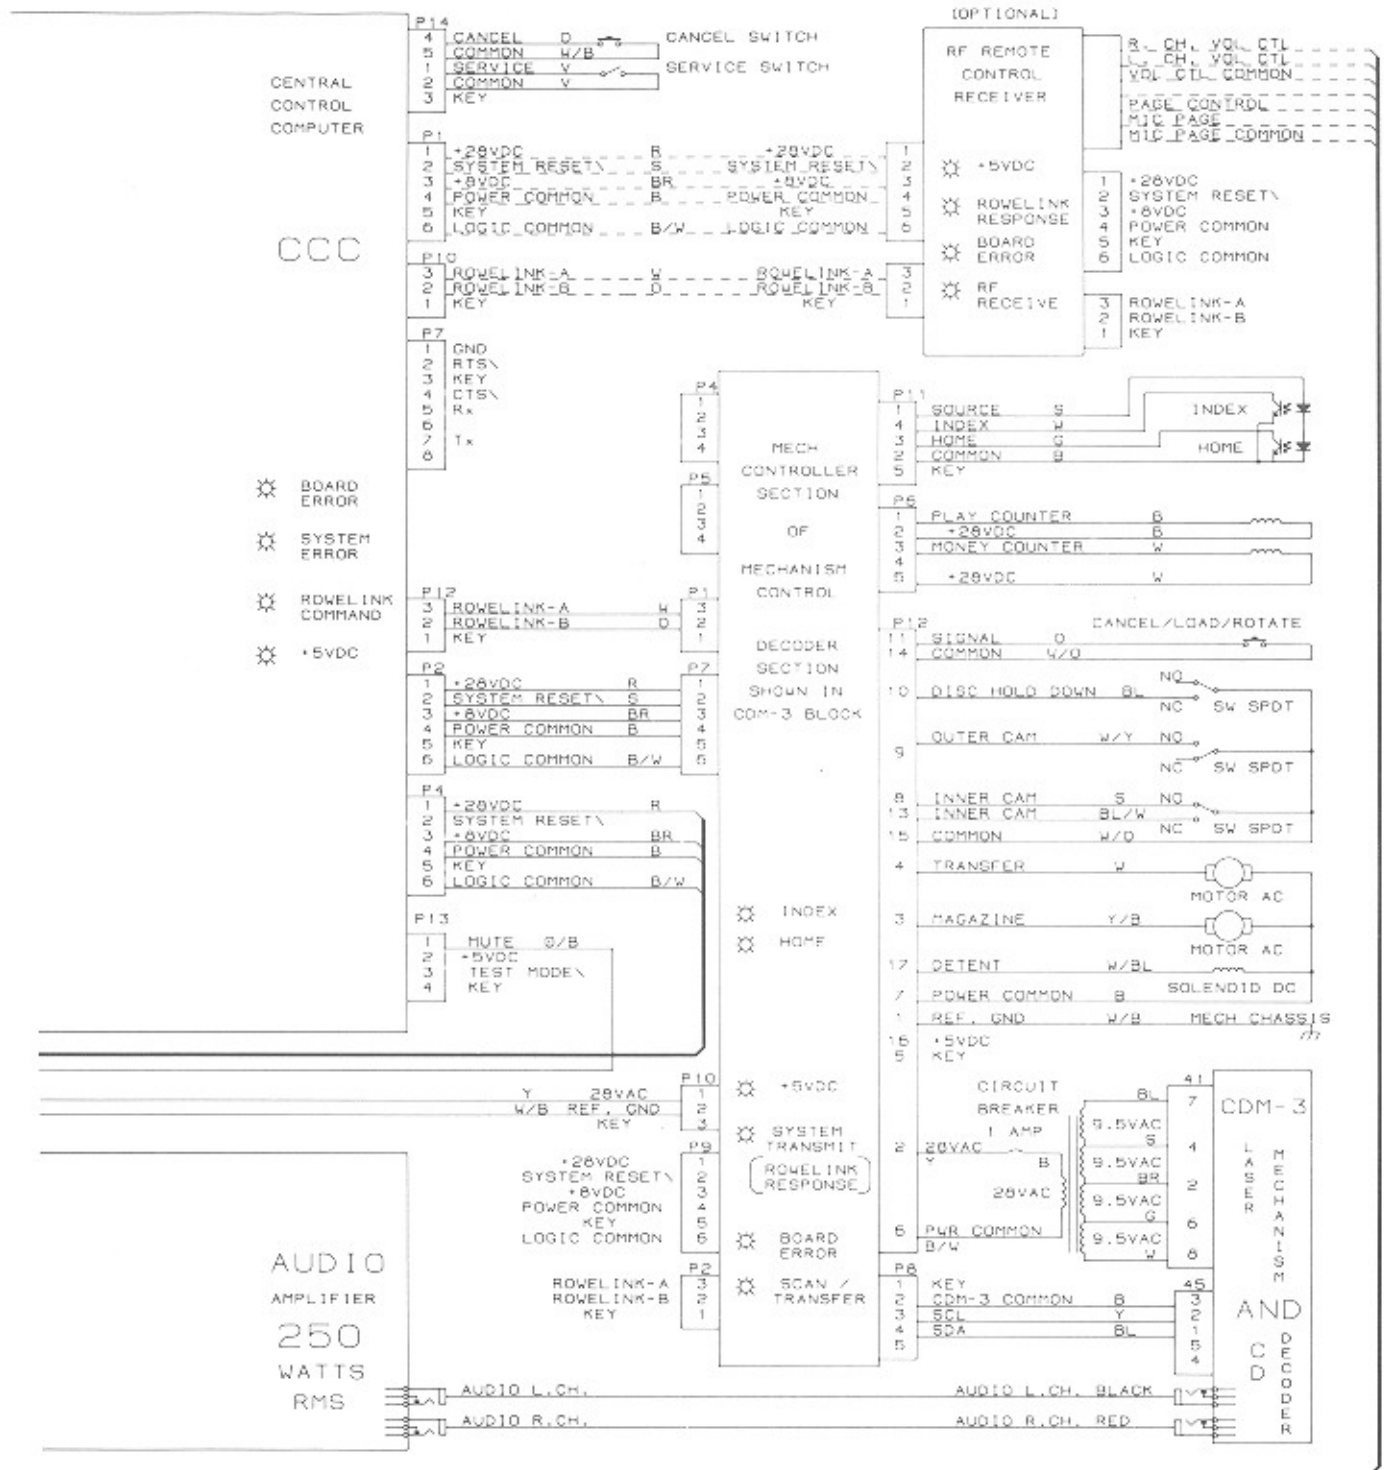 (OPTIONAL)
P14
4 CANCEL O CANCEL SWITCH
5 COMMON W/B
1 SERVICE V SERVICE SWITCH
2 COMMON V
3 KEY
CENTRAL
CONTROL
COMPUTER
CCC
RF REMOTE
CONTROL
RECEIVER
R. CH. VOL CTL
L. CH. VOL CTL
VOL CTL COMMON
PAGE CONTROL
MIC PAGE
MIC PAGE COMMON
P1
1 +28VDC R +28VDC 1
2 SYSTEM RESET\ S SYSTEM RESET\ 2
3 +8VDC BR +8VDC 3
4 POWER COMMON B POWER COMMON 4
5 KEY KEY 5
6 LOGIC COMMON B/W LOGIC COMMON 6
+5VDC
ROWELINK
RESPONSE
BOARD
ERROR
RF
RECEIVE
1 +28VDC
2 SYSTEM RESET\
3 +8VDC
4 POWER COMMON
5 KEY
6 LOGIC COMMON
P10
3 ROWELINK-A W ROWELINK-A 3
2 ROWELINK-B O ROWELINK-B 2
1 KEY KEY 1
3 ROWELINK-A
2 ROWELINK-B
1 KEY
P7
1 GND
2 RTS\
3 KEY
4 CTS\
5 Rx
6
7 Tx
8
BOARD
ERROR
SYSTEM
ERROR
ROWELINK
COMMAND
+5VDC
P4
1
2
3
4
P5
1
2
3
4
MECH
CONTROLLER
SECTION
OF
MECHANISM
CONTROL
DECODER
SECTION
SHOWN IN
CDM-3 BLOCK
P11
1 SOURCE S
4 INDEX W
3 HOME G
2 COMMON B
5 KEY
INDEX
HOME
P6
1 PLAY COUNTER B
2 +28VDC B
3 MONEY COUNTER W
4
5 +28VDC W
P12
3 ROWELINK-A W
2 ROWELINK-B O
1 KEY
P1
3
2
1
P2
1 +28VDC R
2 SYSTEM RESET\ S
3 +8VDC BR
4 POWER COMMON B
5 KEY
6 LOGIC COMMON B/W
P7
1
2
3
4
5
6
P12
CANCEL/LOAD/ROTATE
11 SIGNAL O
14 COMMON W/O
10 DISC HOLD DOWN BL NO
NC SW SPDT
9 OUTER CAM W/Y NO
NC SW SPDT
8 INNER CAM S NO
13 INNER CAM BL/W
NC SW SPDT
15 COMMON W/O
4 TRANSFER W
MOTOR AC
3 MAGAZINE Y/B
MOTOR AC
17 DETENT W/BL
SOLENOID DC
7 POWER COMMON B
1 REF. GND W/B MECH CHASSIS
16 +5VDC
5 KEY
P4
1 +28VDC R
2 SYSTEM RESET\
3 +8VDC BR
4 POWER COMMON B
5 KEY
6 LOGIC COMMON B/W
P13
1 MUTE O/B
2 +5VDC
3 TEST MODE\
4 KEY
INDEX
HOME
P10
Y 28VAC 1
W/B REF. GND 2
KEY 3
+5VDC
SYSTEM
TRANSMIT
(ROWELINK
RESPONSE)
BOARD
ERROR
SCAN /
TRANSFER
P9
+28VDC 1
SYSTEM RESET\ 2
+8VDC 3
POWER COMMON 4
KEY 5
LOGIC COMMON 6
P2
ROWELINK-A 3
ROWELINK-B 2
KEY 1
CIRCUIT
BREAKER
1 AMP
2 28VAC
Y B
28VAC
6 PWR COMMON
B/W
41
BL 7
9.5VAC
S 4
9.5VAC
BR 2
9.5VAC
G 6
9.5VAC
W 8
P8
1 KEY
2 CDM-3 COMMON B
3 SCL Y
4 SDA BL
5
45
3
2
1
5
4
CDM-3
LASER
MECHANISM
AND
CD
DECODER
AUDIO
AMPLIFIER
250
WATTS
RMS
AUDIO L.CH. AUDIO L.CH. BLACK
AUDIO R.CH. AUDIO R.CH. RED